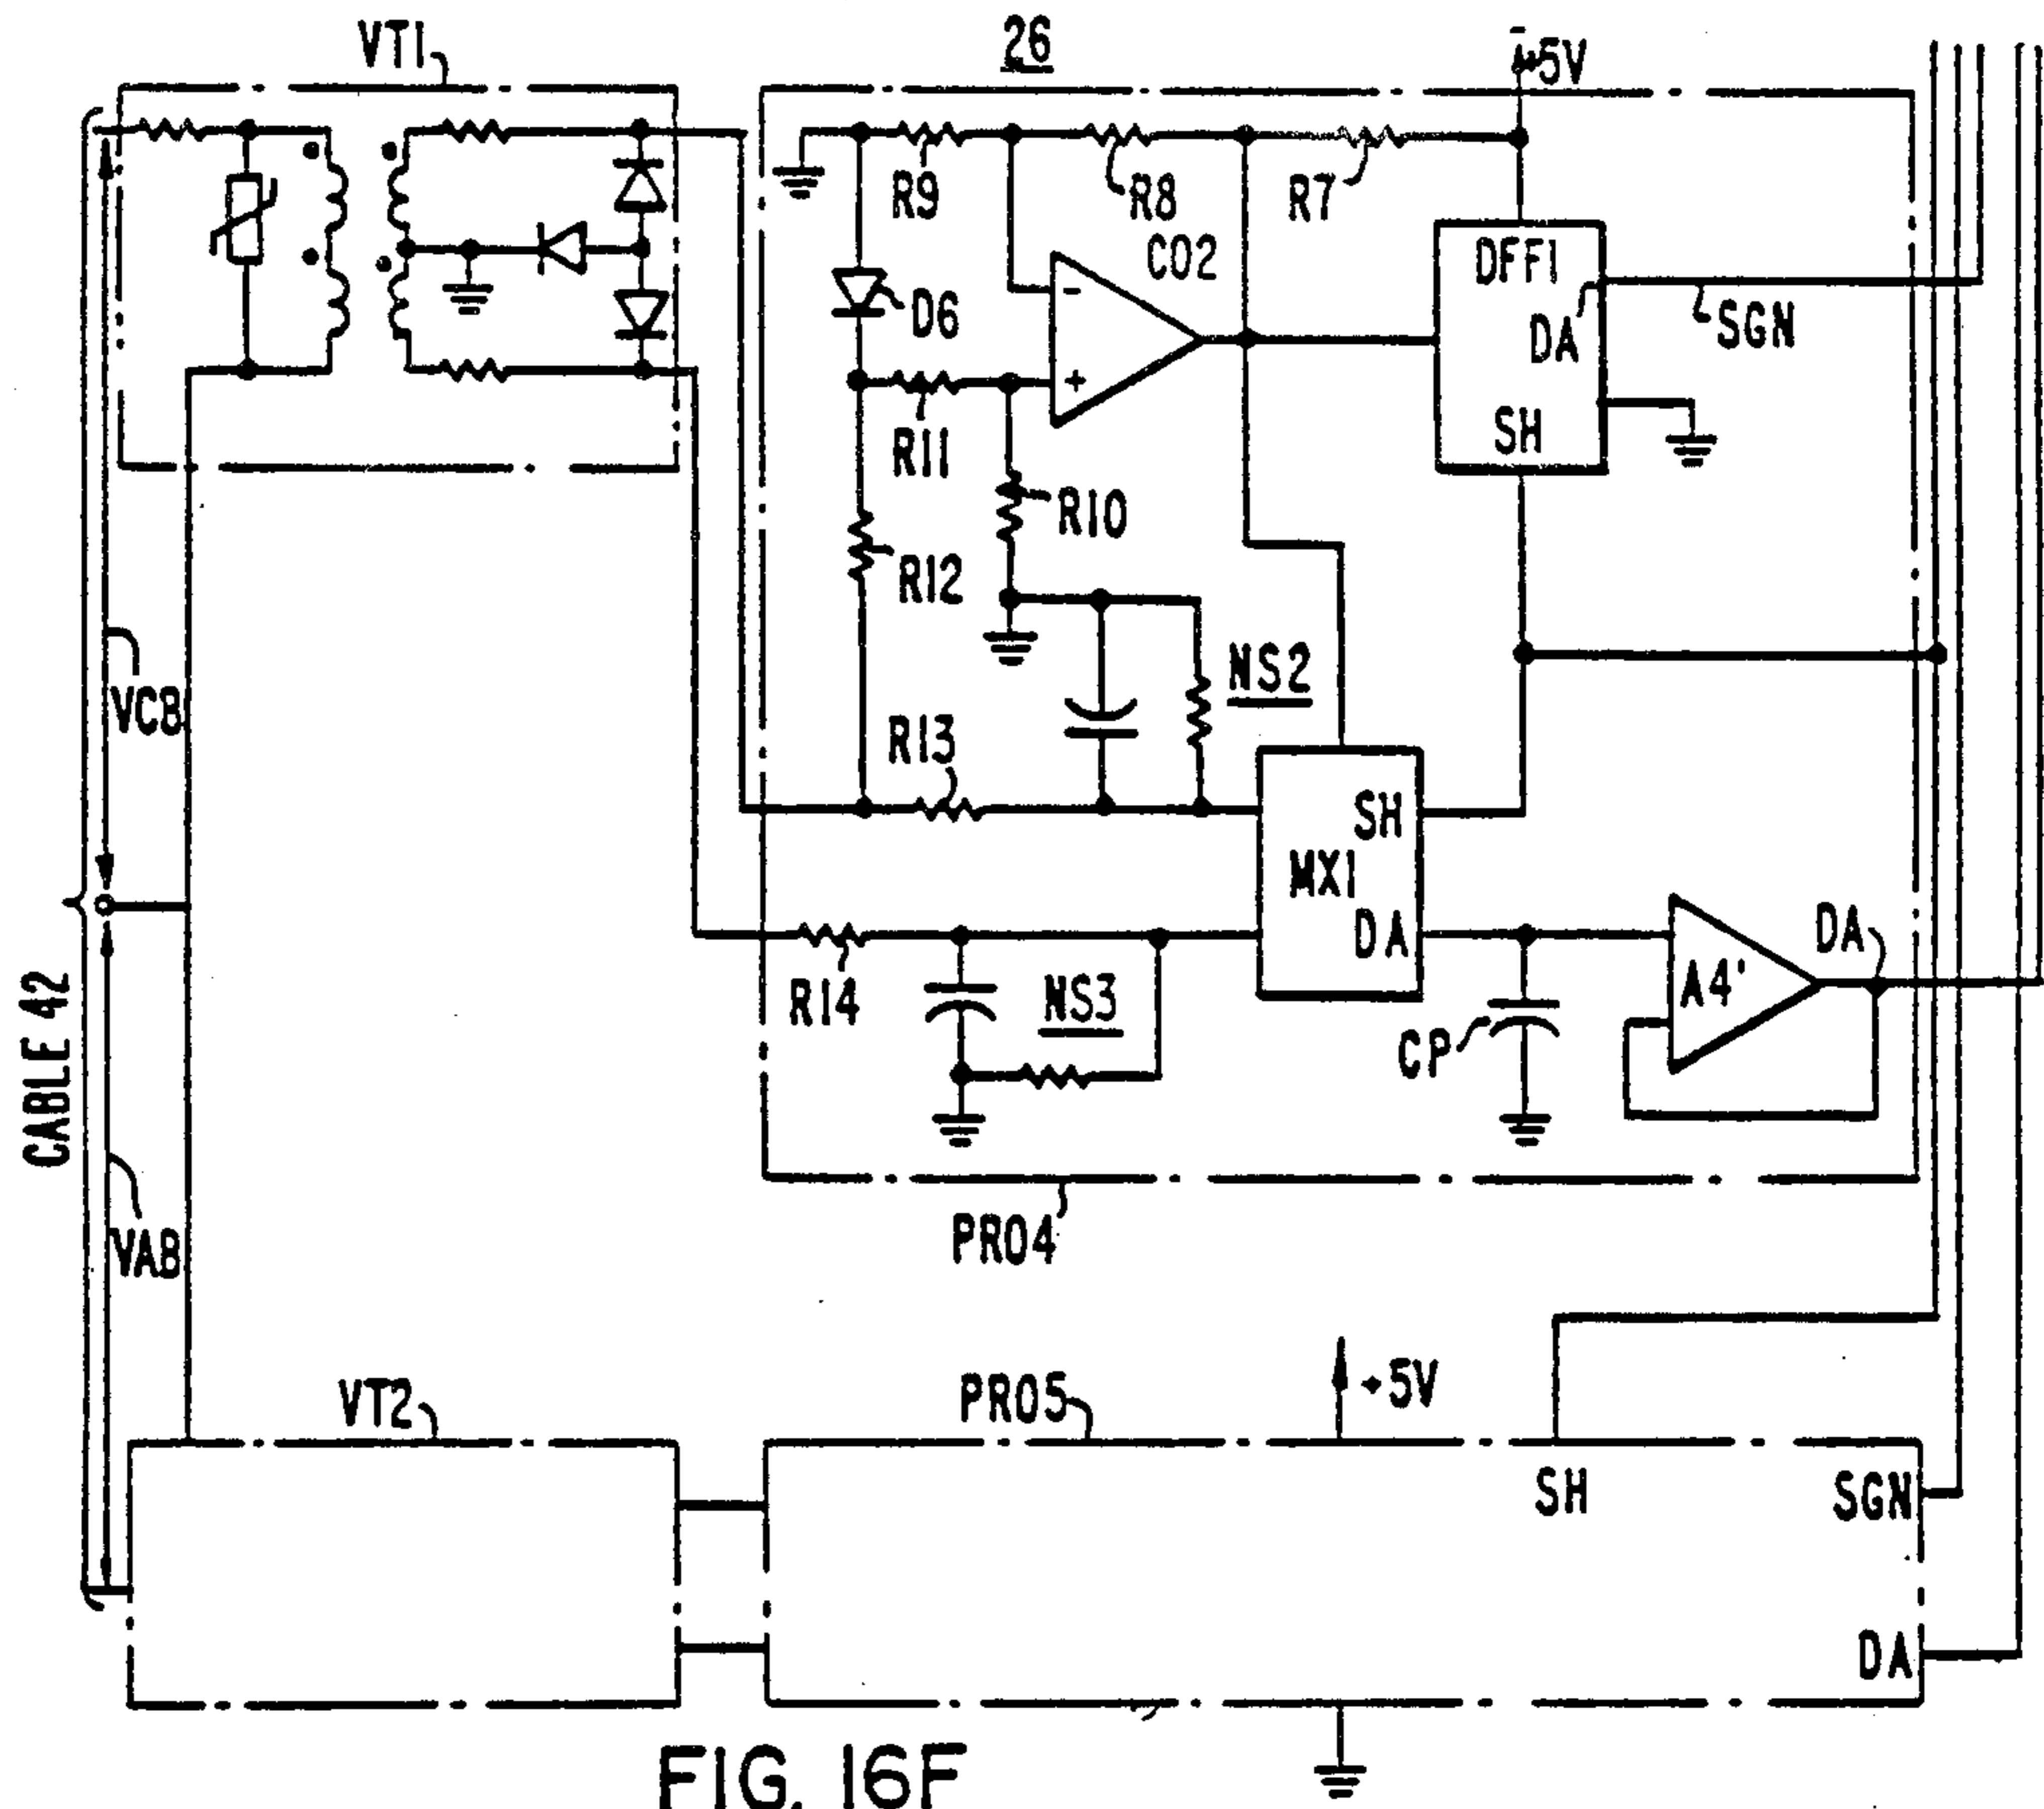 VT1
26
5V
R9
R8
R7
CO2
DFF1
DA
SGN
D6
SH
R11
R10
R12
NS2
VCB
R13
SH
MX1
DA
DA
R14
NS3
A4'
CP
CABLE 42
VAB
PRO4
VT2
PRO5
+5V
SH
SGN
DA
FIG. 16F